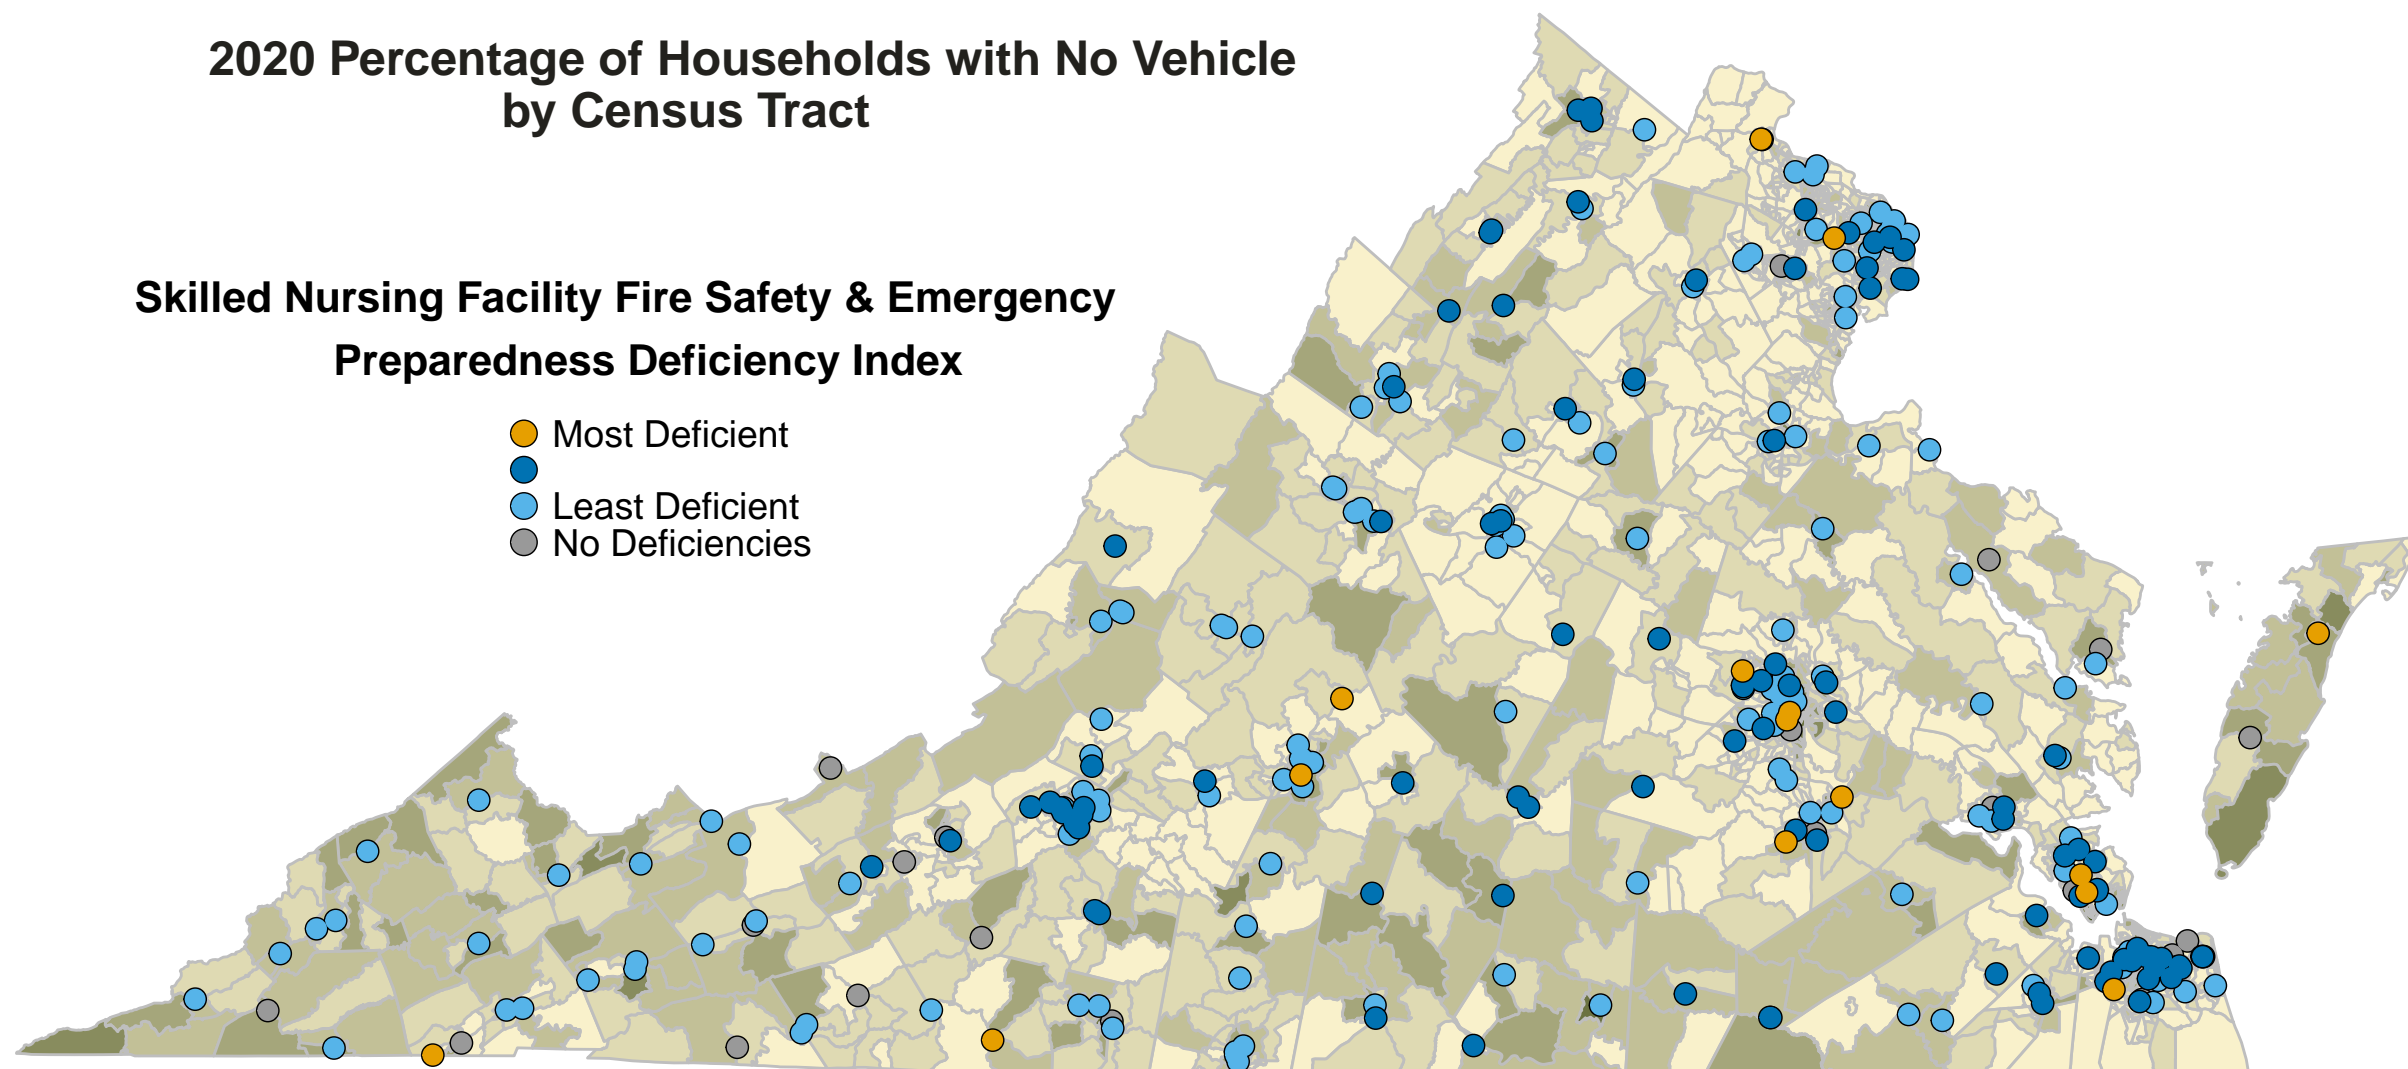 2020 Percentage of Households with No Vehicle
by Census Tract
Skilled Nursing Facility Fire Safety & Emergency
Preparedness Deficiency Index
Most Deficient
Least Deficient
No Deficiencies